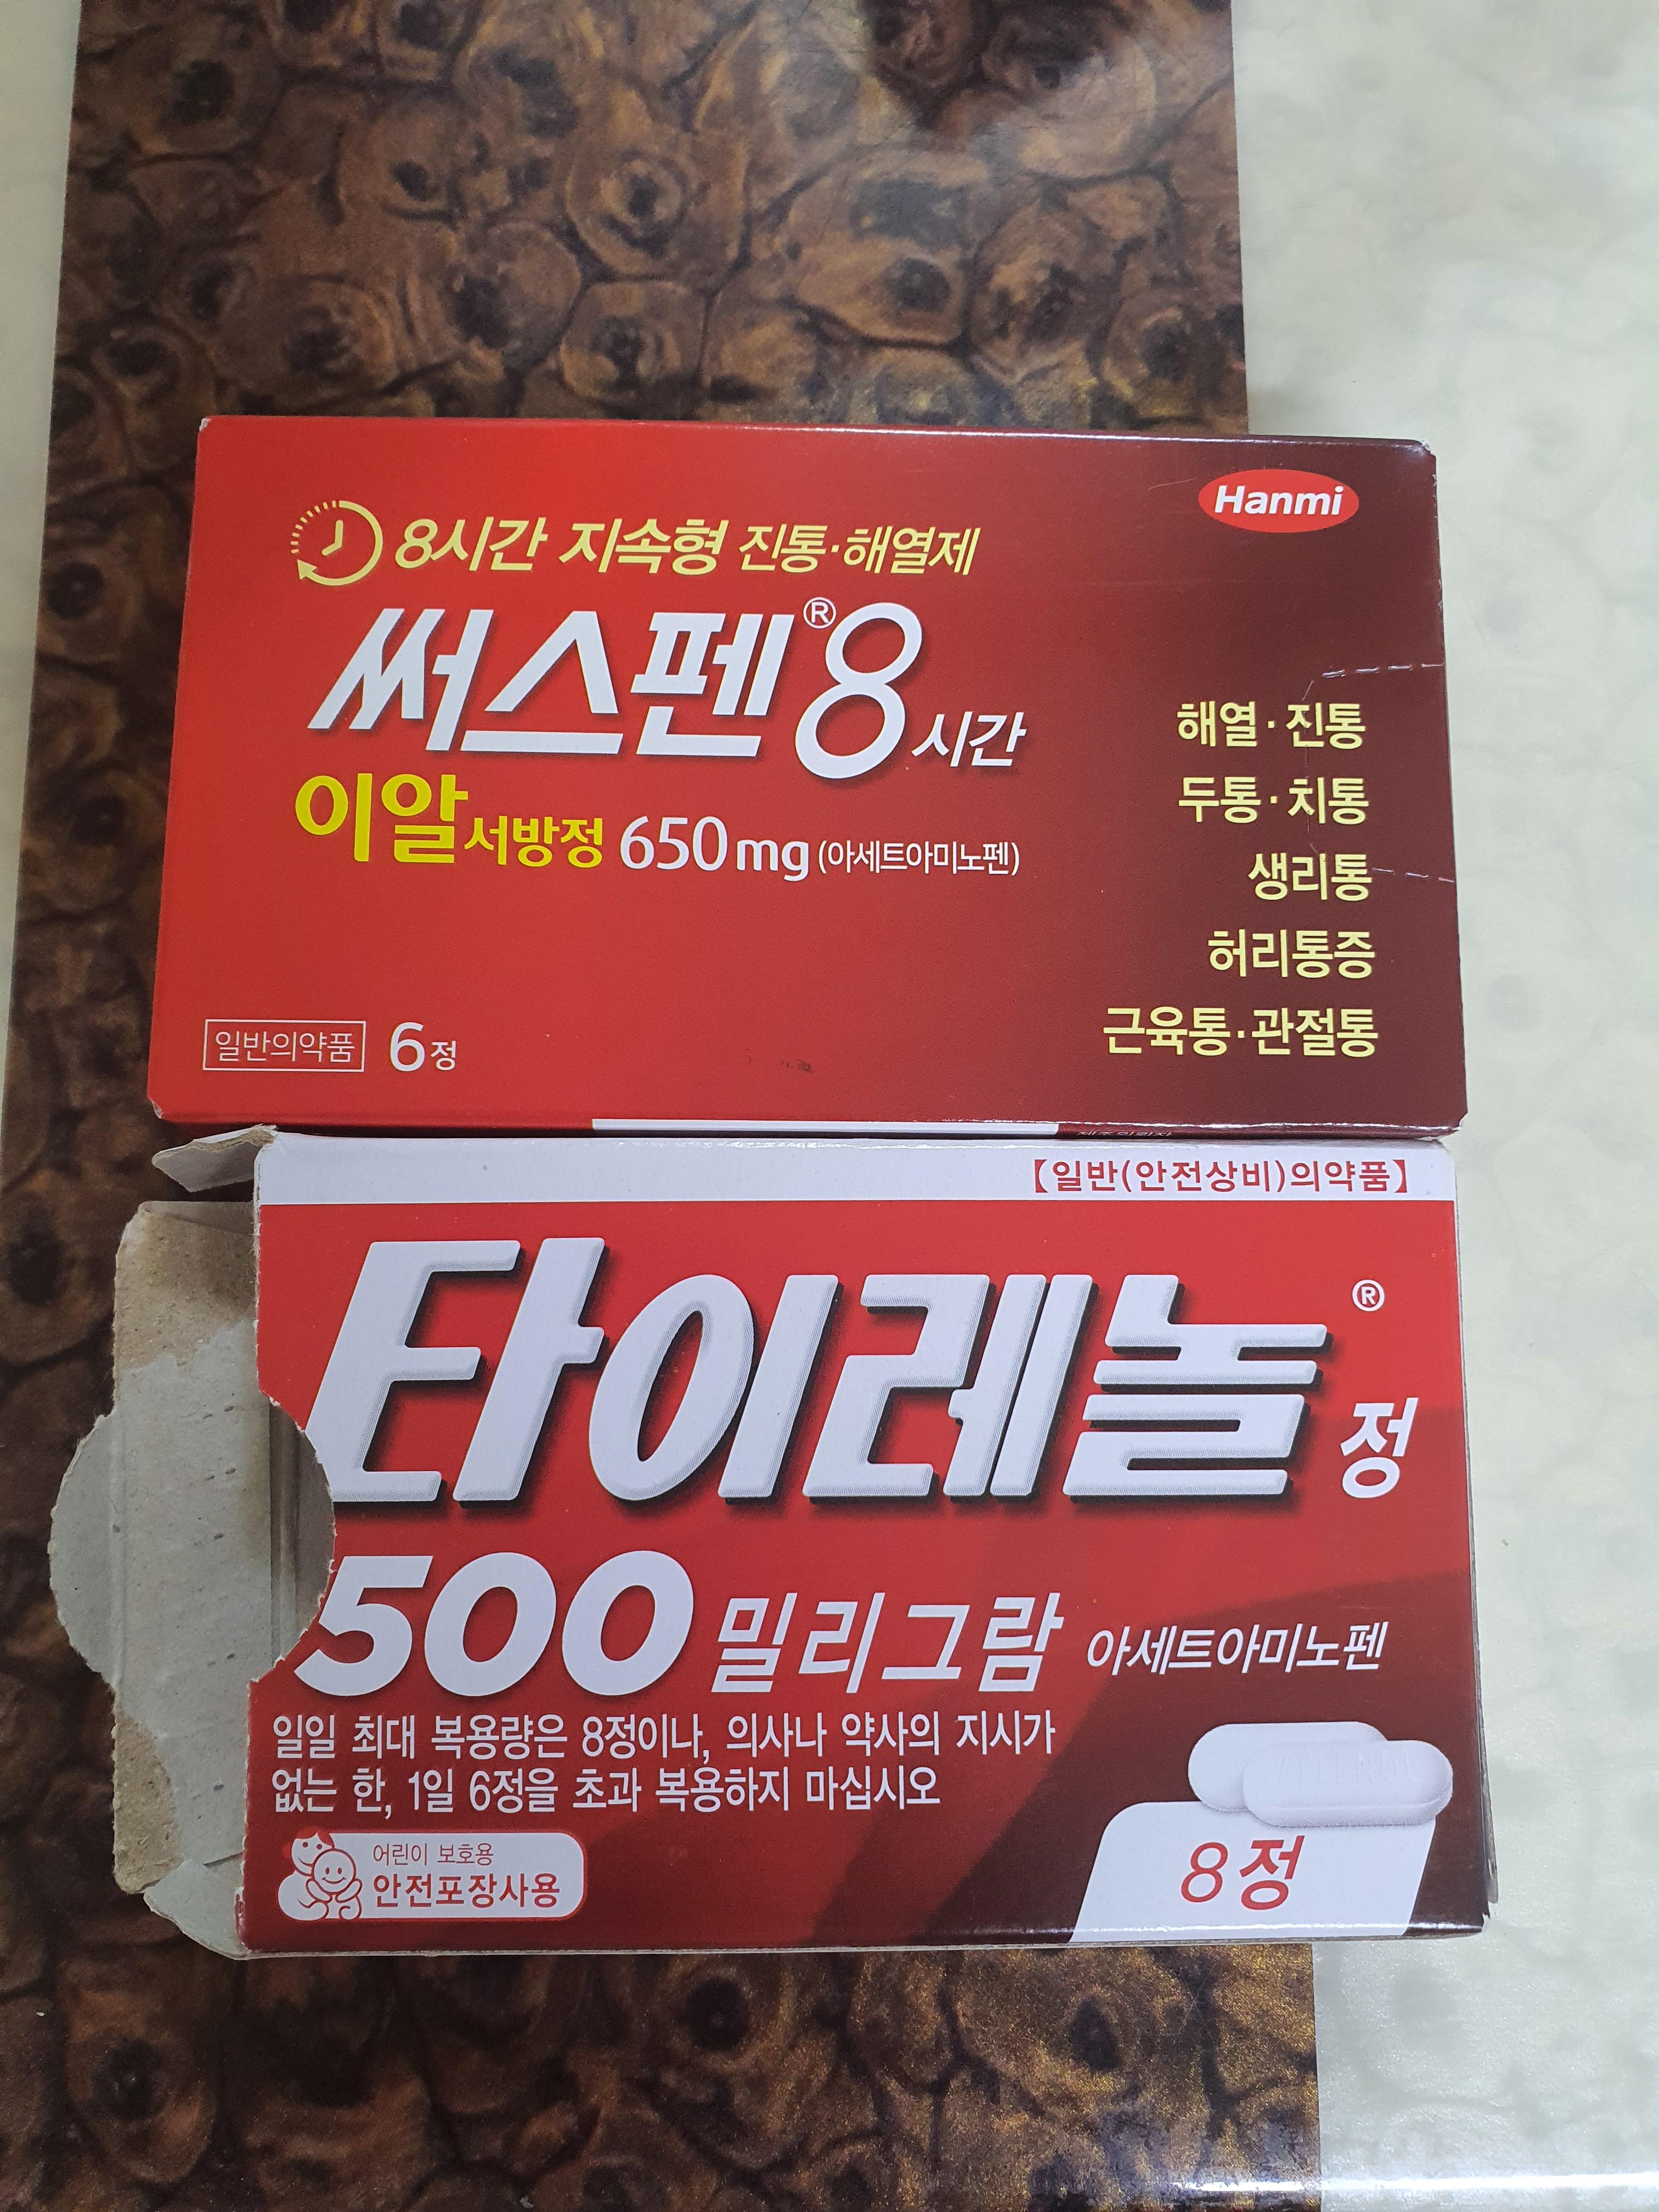 Hanmi
8시간 지속형 진통·해열제
써스펜®8시간
이알서방정 650mg (아세트아미노펜)
해열·진통
두통·치통
생리통
허리통증
근육통·관절통
일반의약품 6정
【일반(안전상비)의약품】
타이레놀®정
500밀리그람 아세트아미노펜
일일 최대 복용량은 8정이나, 의사나 약사의 지시가
없는 한, 1일 6정을 초과 복용하지 마십시오
어린이 보호용
안전포장사용
8정